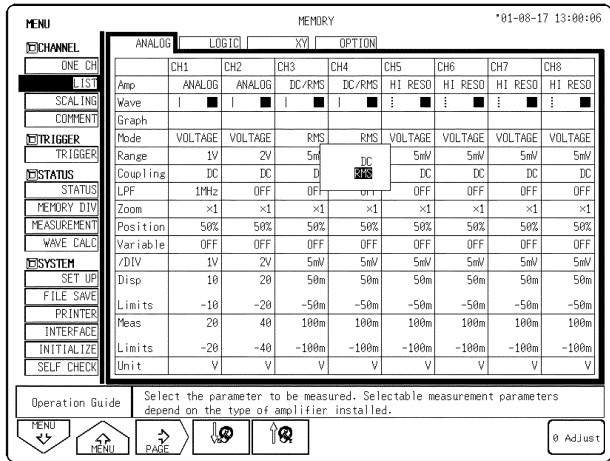 MENU MEMORY '01-08-17 13:00:06
CHANNEL ANALOG LOGIC XY OPTION
ONE CH CH1 CH2 CH3 CH4 CH5 CH6 CH7 CH8
LIST Amp ANALOG ANALOG DC/RMS DC/RMS HI RESO HI RESO HI RESO HI RESO
SCALING Wave
COMMENT Graph
TRIGGER Mode VOLTAGE VOLTAGE RMS RMS VOLTAGE VOLTAGE VOLTAGE VOLTAGE
TRIGGER Range 1V 2V 5m DC 5mV 5mV 5mV 5mV
STATUS Coupling DC DC D RMS DC DC DC DC
STATUS LPF 1MHz OFF OFF OFF OFF OFF OFF OFF
MEMORY DIV Zoom ×1 ×1 ×1 ×1 ×1 ×1 ×1 ×1
MEASUREMENT Position 50% 50% 50% 50% 50% 50% 50% 50%
WAVE CALC Variable OFF OFF OFF OFF OFF OFF OFF OFF
SYSTEM /DIV 1V 2V 5mV 5mV 5mV 5mV 5mV 5mV
SET UP Disp 10 20 50m 50m 50m 50m 50m 50m
FILE SAVE
PRINTER Limits -10 -20 -50m -50m -50m -50m -50m -50m
INTERFACE Meas 20 40 100m 100m 100m 100m 100m 100m
INITIALIZE Limits -20 -40 -100m -100m -100m -100m -100m -100m
SELF CHECK Unit V V V V V V V V
Operation Guide Select the parameter to be measured. Selectable measurement parameters
depend on the type of amplifier installed.
MENU MENU PAGE 0 Adjust